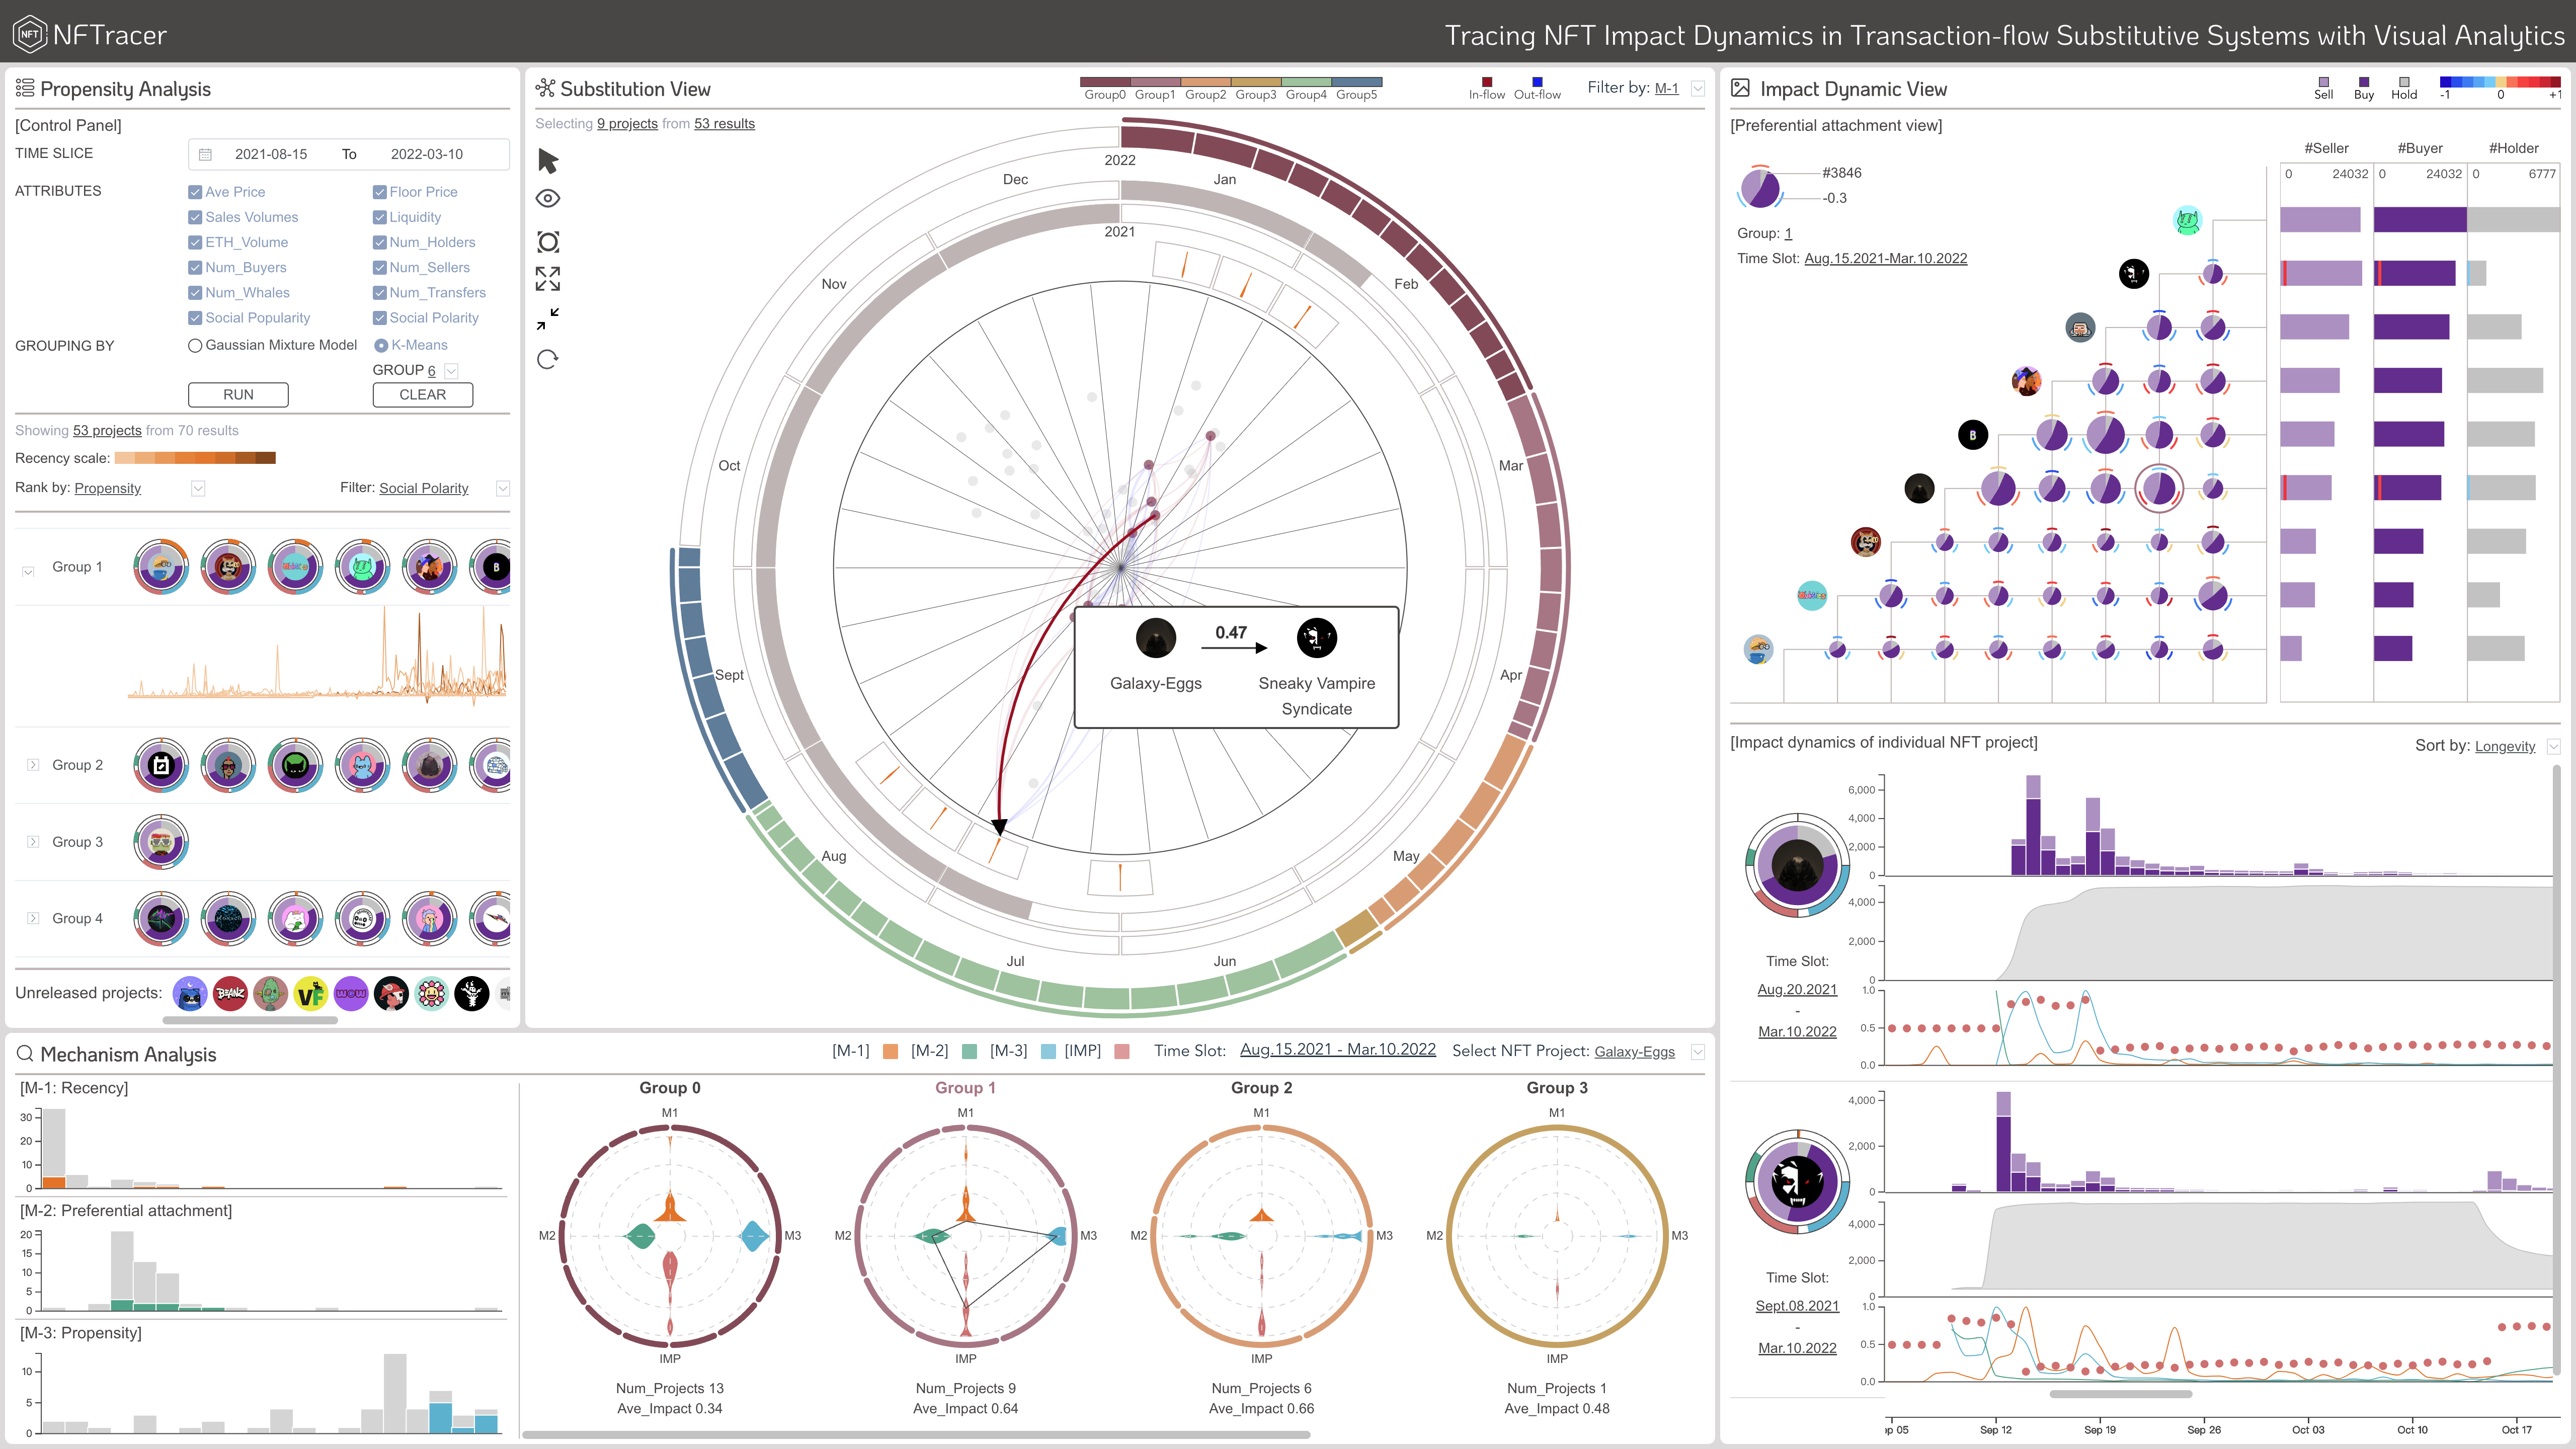 NFT NFTracer
Tracing NFT Impact Dynamics in Transaction-flow Substitutive Systems with Visual Analytics
Propensity Analysis
[Control Panel]
TIME SLICE 2021-08-15 To 2022-03-10
ATTRIBUTES Ave Price Floor Price
Sales Volumes Liquidity
ETH_Volume Num_Holders
Num_Buyers Num_Sellers
Num_Whales Num_Transfers
Social Popularity Social Polarity
GROUPING BY Gaussian Mixture Model K-Means
GROUP 6
RUN CLEAR
Showing 53 projects from 70 results
Recency scale:
Rank by: Propensity Filter: Social Polarity
Group 1
B
Group 2
Group 3
Group 4
Unreleased projects:
BEANZ
VF
WOW
Substitution View
Group0 Group1 Group2 Group3 Group4 Group5
In-flow Out-flow
Filter by: M-1
Selecting 9 projects from 53 results
2022
2021
Jan
Feb
Mar
Apr
May
Jun
Jul
Aug
Sept
Oct
Nov
Dec
0.47
Galaxy-Eggs
Sneaky Vampire
Syndicate
Impact Dynamic View
Sell Buy Hold
-1 0 +1
[Preferential attachment view]
#3846
-0.3
Group: 1
Time Slot: Aug.15.2021-Mar.10.2022
#Seller #Buyer #Holder
0 24032 0 24032 0 6777
B
[Impact dynamics of individual NFT project]
Sort by: Longevity
6,000
4,000
2,000
0
4,000
2,000
0
1.0
0.5
0.0
Time Slot:
Aug.20.2021
-
Mar.10.2022
4,000
2,000
0
4,000
2,000
0
1.0
0.5
0.0
Time Slot:
Sept.08.2021
-
Mar.10.2022
p 05 Sep 12 Sep 19 Sep 26 Oct 03 Oct 10 Oct 17
Mechanism Analysis
[M-1] [M-2] [M-3] [IMP]
Time Slot: Aug.15.2021 - Mar.10.2022
Select NFT Project: Galaxy-Eggs
[M-1: Recency]
30
20
10
0
[M-2: Preferential attachment]
20
15
10
5
0
[M-3: Propensity]
10
5
0
Group 0
M1
M2
M3
IMP
Num_Projects 13
Ave_Impact 0.34
Group 1
M1
M2
M3
IMP
Num_Projects 9
Ave_Impact 0.64
Group 2
M1
M2
M3
IMP
Num_Projects 6
Ave_Impact 0.66
Group 3
M1
M2
M3
IMP
Num_Projects 1
Ave_Impact 0.48